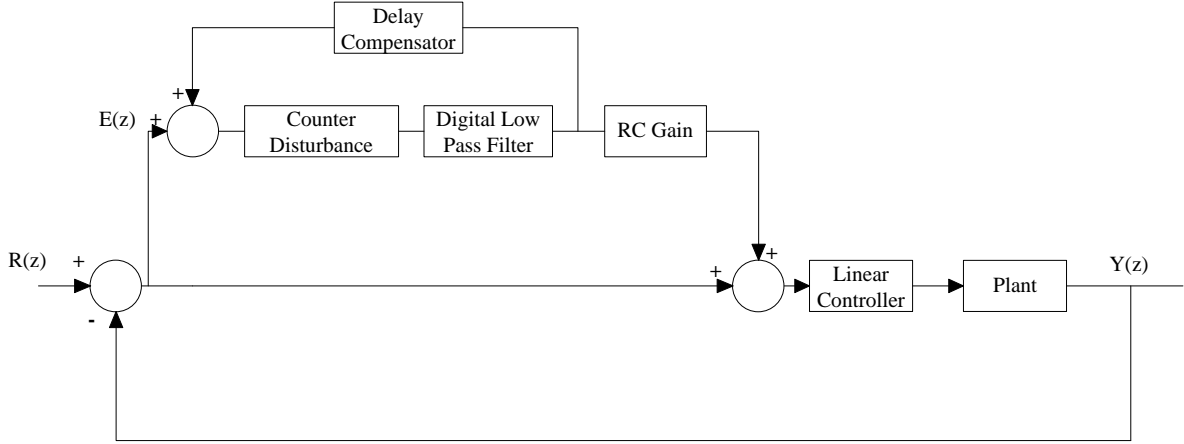 Delay
Compensator
+
E(z)
+
Counter
Disturbance
Digital Low
Pass Filter
RC Gain
R(z)
+
-
+
+
Linear
Controller
Plant
Y(z)